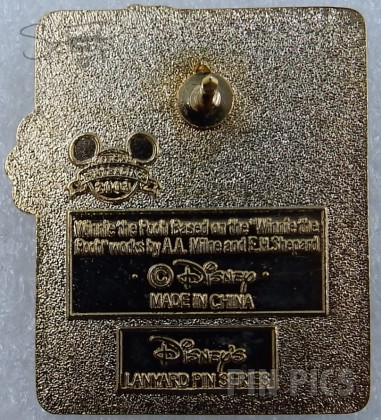 Winnie the Pooh Based on the "Winnie the
Pooh" works by A.A. Milne and E.H.Shepard
© Disney
MADE IN CHINA
Disney's
LANYARD PIN SERIES
PIN PICS